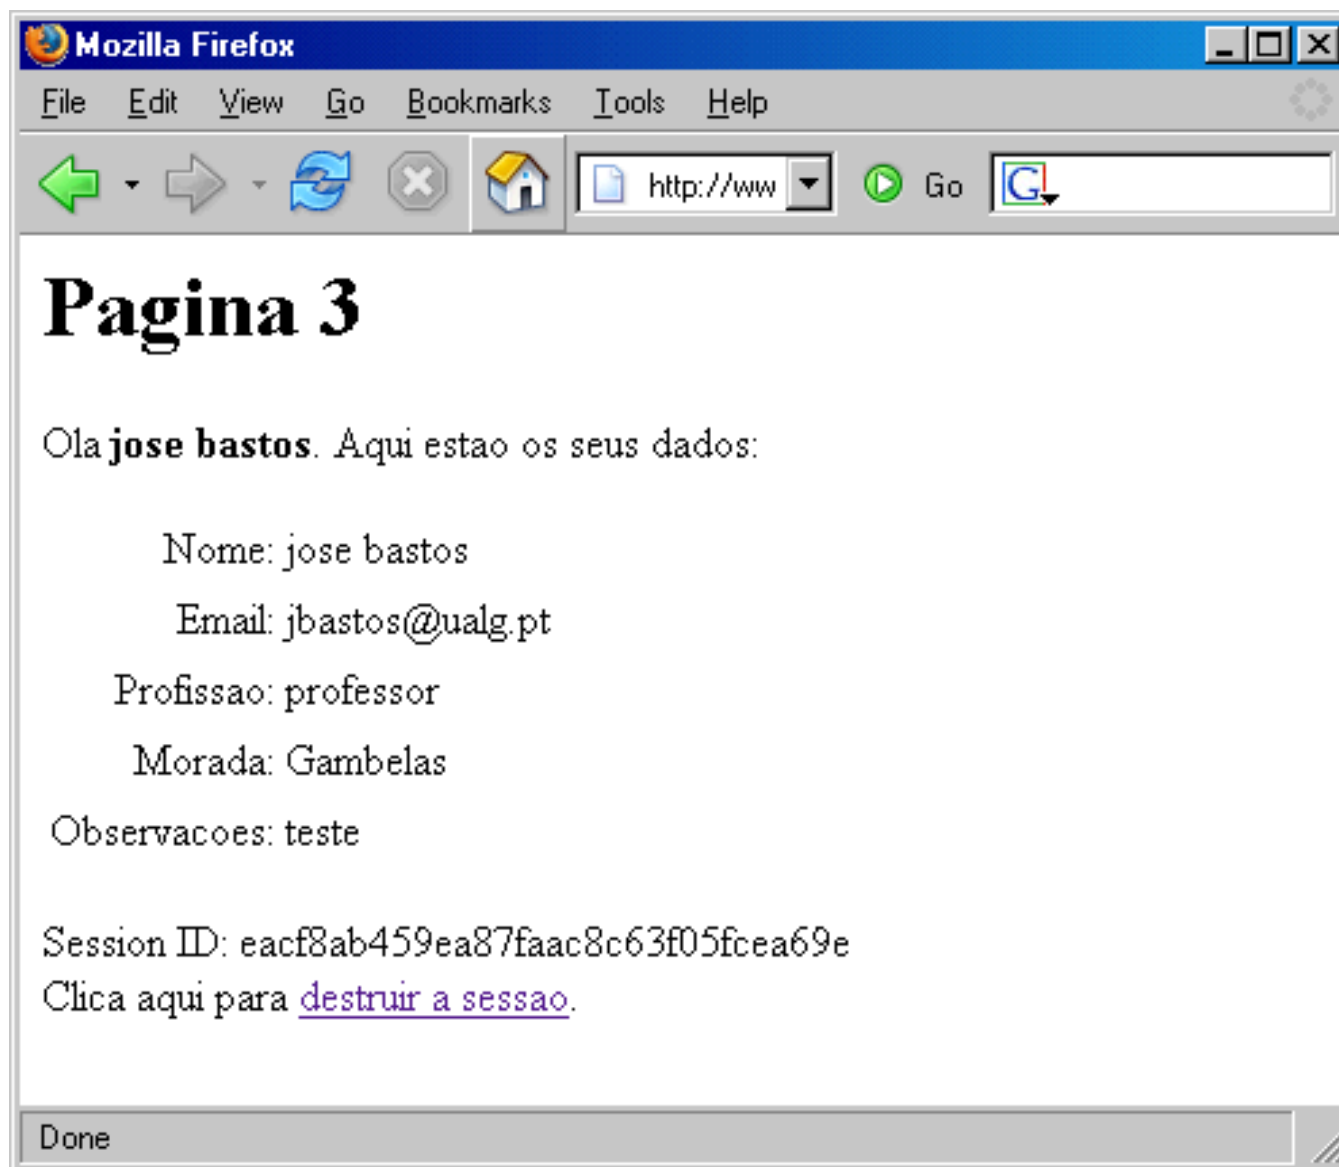 Mozilla Firefox
File Edit View Go Bookmarks Tools Help
http://ww Go G
Pagina 3
Ola jose bastos. Aqui estao os seus dados:
Nome: jose bastos
Email: jbastos@ualg.pt
Profissao: professor
Morada: Gambelas
Observacoes: teste
Session ID: eacf8ab459ea87faac8c63f05fcea69e
Clica aqui para destruir a sessao.
Done